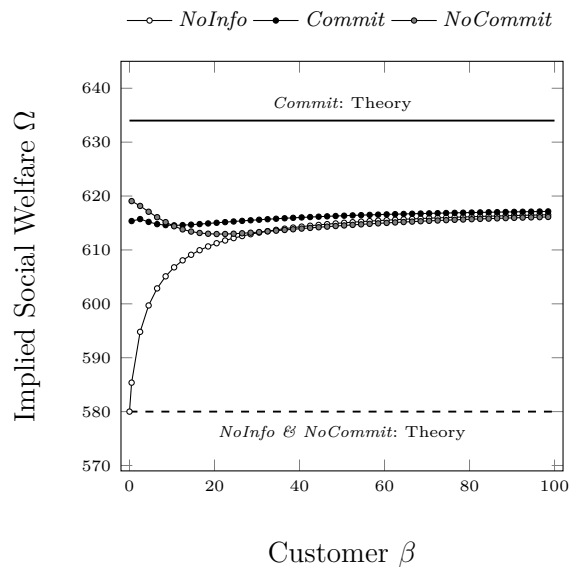 NoInfo Commit NoCommit
Implied Social Welfare Ω
640
630
620
610
600
590
580
570
Commit: Theory
NoInfo & NoCommit: Theory
0 20 40 60 80 100
Customer β